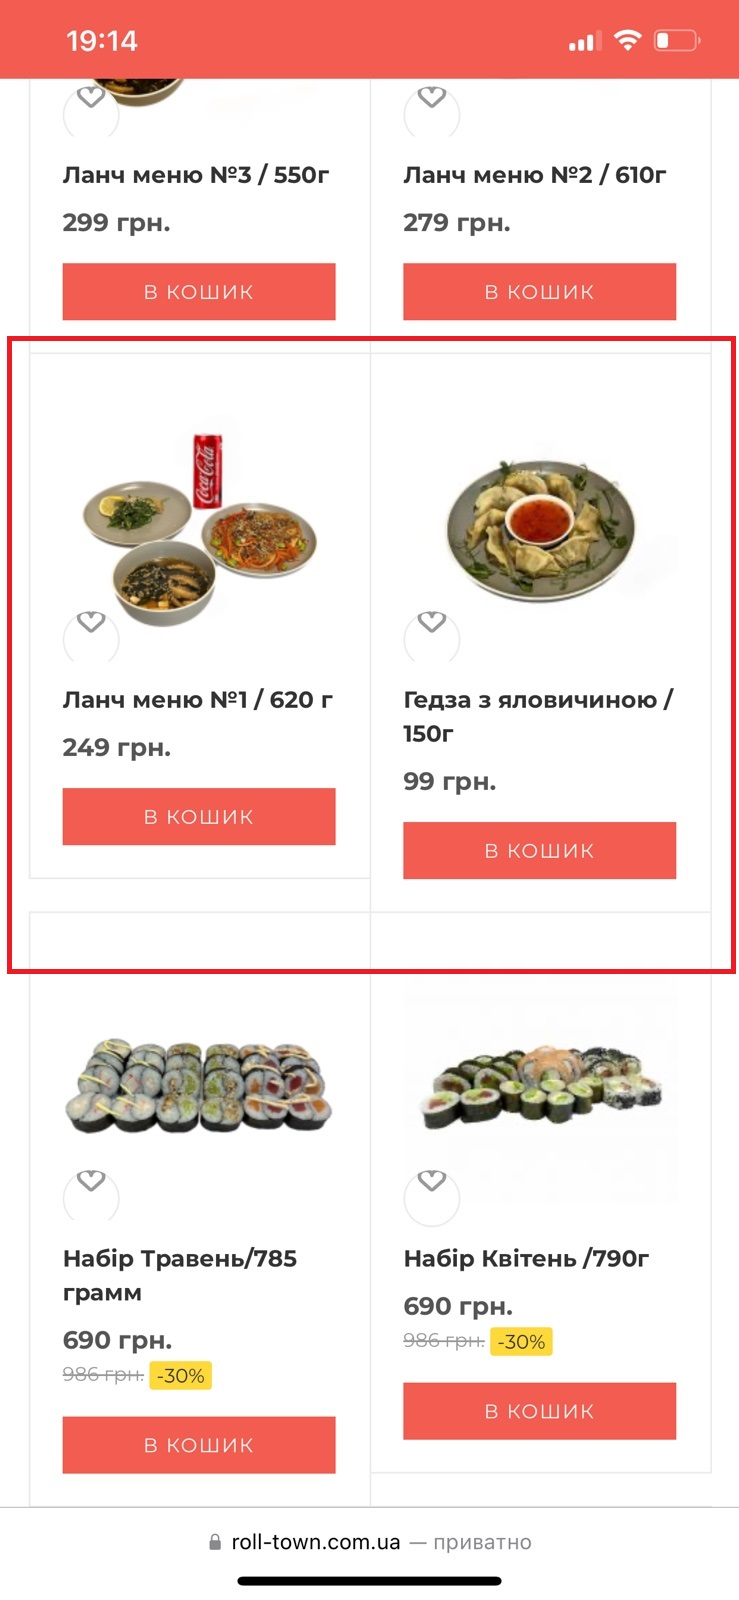 19:14
Ланч меню №3 / 550г
299 грн.
В КОШИК
Ланч меню №2 / 610г
279 грн.
В КОШИК
Coca-Cola
Ланч меню №1 / 620 г
249 грн.
В КОШИК
Гедза з яловичиною /
150г
99 грн.
В КОШИК
Набір Травень/785
грамм
690 грн.
986 грн. -30%
В КОШИК
Набір Квітень /790г
690 грн.
986 грн. -30%
В КОШИК
roll-town.com.ua — приватно